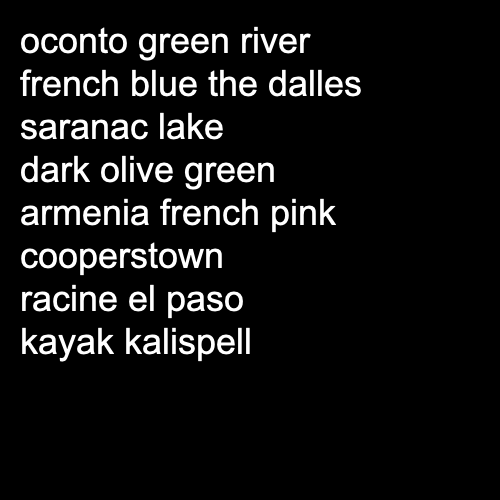 oconto green river
french blue the dalles
saranac lake
dark olive green
armenia french pink
cooperstown
racine el paso
kayak kalispell